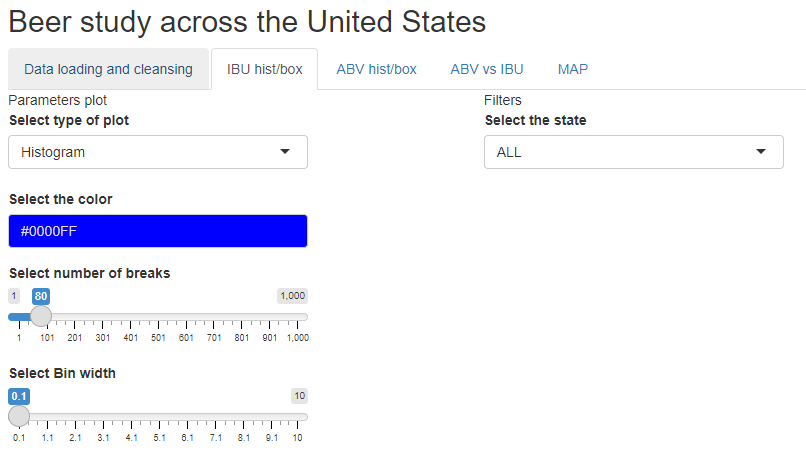 Beer study across the United States
Data loading and cleansing IBU hist/box ABV hist/box ABV vs IBU MAP
Parameters plot
Select type of plot
Histogram
Filters
Select the state
ALL
Select the color
#0000FF
Select number of breaks
1 80 1,000
1 101 201 301 401 501 601 701 801 901 1,000
Select Bin width
0.1 10
0.1 1.1 2.1 3.1 4.1 5.1 6.1 7.1 8.1 9.1 10